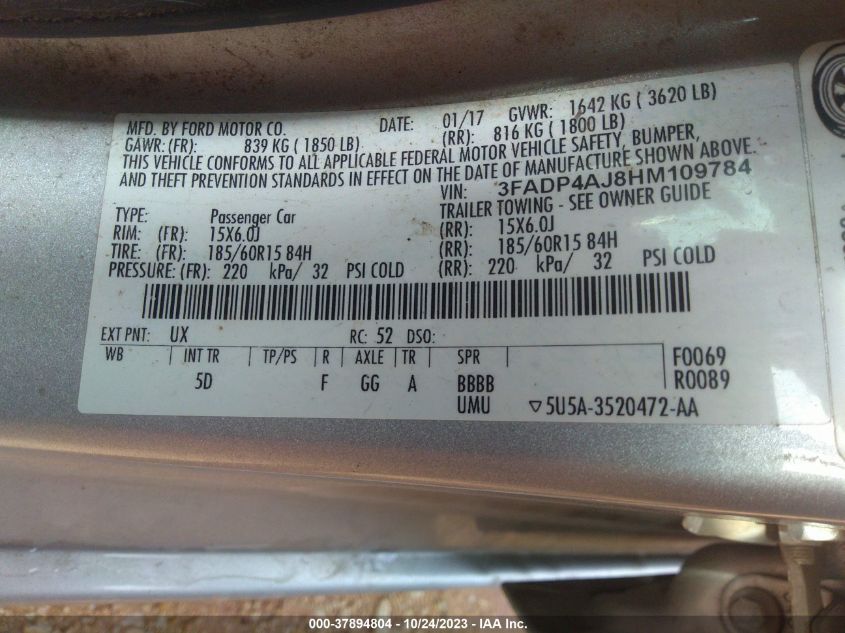 MFD. BY FORD MOTOR CO. DATE: 01/17 GVWR: 1642 KG ( 3620 LB)
GAWR:(FR): 839 KG ( 1850 LB) (RR): 816 KG ( 1800 LB)
THIS VEHICLE CONFORMS TO ALL APPLICABLE FEDERAL MOTOR VEHICLE SAFETY, BUMPER,
AND THEFT PREVENTION STANDARDS IN EFFECT ON THE DATE OF MANUFACTURE SHOWN ABOVE.
VIN: 3FADP4AJ8HM109784
TYPE: Passenger Car TRAILER TOWING - SEE OWNER GUIDE
RIM: (FR): 15X6.0J (RR): 15X6.0J
TIRE: (FR): 185/60R15 84H (RR): 185/60R15 84H
PRESSURE: (FR): 220 kPa/ 32 PSI COLD (RR): 220 kPa/ 32 PSI COLD
EXT PNT: UX RC: 52 DSO:
WB INT TR TP/PS R AXLE TR SPR F0069
5D F GG A BBBB R0089
UMU ▽5U5A-3520472-AA
000-37894804 - 10/24/2023 - IAA Inc.